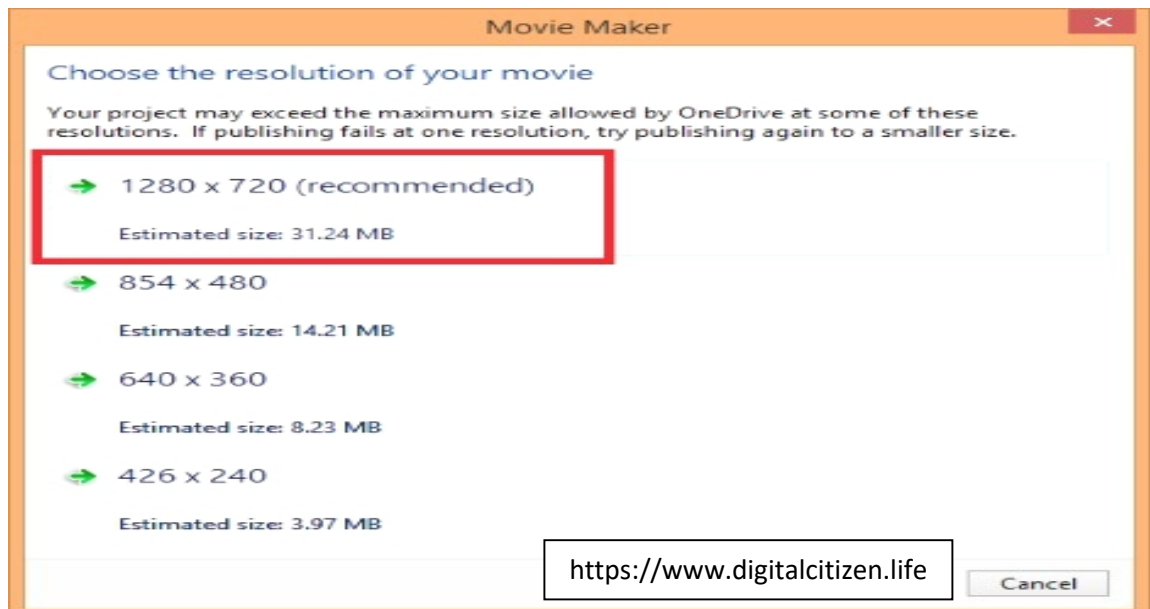 Movie Maker
Choose the resolution of your movie
Your project may exceed the maximum size allowed by OneDrive at some of these
resolutions. If publishing fails at one resolution, try publishing again to a smaller size.
1280 x 720 (recommended)
Estimated size: 31.24 MB
854 x 480
Estimated size: 14.21 MB
640 x 360
Estimated size: 8.23 MB
426 x 240
Estimated size: 3.97 MB
https://www.digitalcitizen.life
Cancel